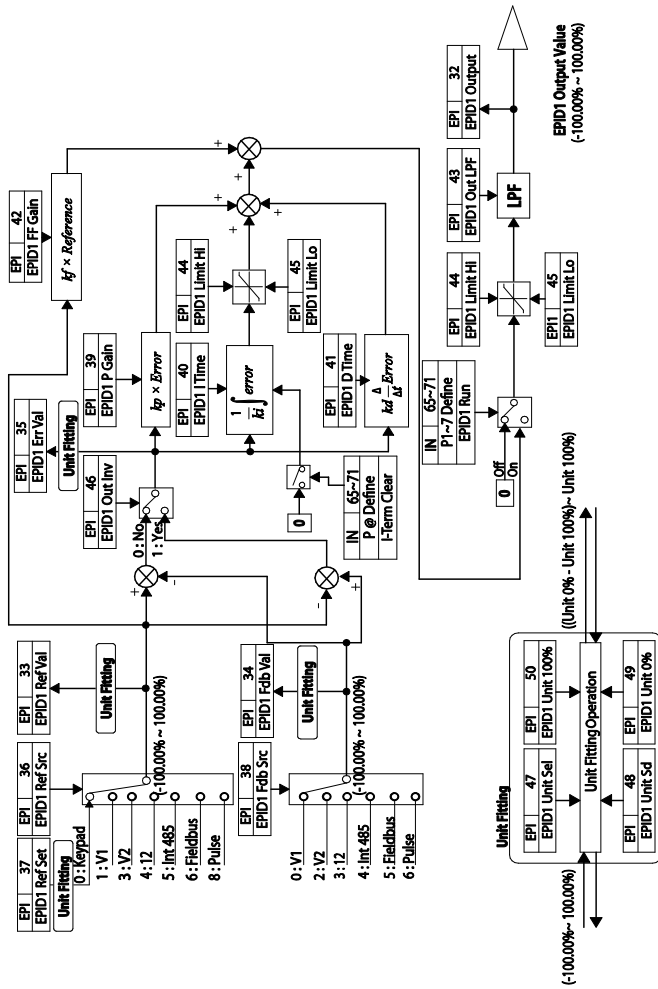 EPI 37
EPID1 Ref Set
Unit Fitting
EPI 36
EPID1 Ref Src
EPI 33
EPID1 Ref Val
Unit Fitting
0 : Keypad
1 : V1
3 : V2
4 : 12
5 : Int 485
6 : Fieldbus
8 : Pulse
(-100.00% ~ 100.00%)
EPI 38
EPID1 Fdb Src
EPI 34
EPID1 Fdb Val
Unit Fitting
0 : V1
2 : V2
3 : 12
4 : Int 485
5 : Fieldbus
6 : Pulse
(-100.00% ~ 100.00%)
+
-
-
+
EPI 46
EPID1 Out Inv
0 : No
1 : Yes
EPI 35
EPID1 Err Val
Unit Fitting
EPI 42
EPID1 FF Gain
kf × Reference
EPI 39
EPID1 P Gain
kp × Error
EPI 40
EPID1 I Time
1/ki ∫ error
EPI 44
EPID1 Limit Hi
EPI 45
EPID1 Limit Lo
EPI 41
EPID1 D Time
kd Δ/Δt Error
0
IN 65~71
P @ Define
I-Term Clear
+
+
+
+
+
IN 65~71
P1~7 Define
EPID1 Run
0
Off
On
EPI 44
EPID1 Limit Hi
EPI1 45
EPID1 Limit Lo
EPI 43
EPID1 Out LPF
LPF
EPI 32
EPID1 Output
EPID1 Output Value
(-100.00% ~ 100.00%)
Unit Fitting
EPI 47
EPID1 Unit Sel
EPI 50
EPID1 Unit 100%
Unit Fitting Operation
EPI 48
EPID1 Unit Sd
EPI 49
EPID1 Unit 0%
(-100.00%~ 100.00%)
((Unit 0% - Unit 100%)~ Unit 100%)